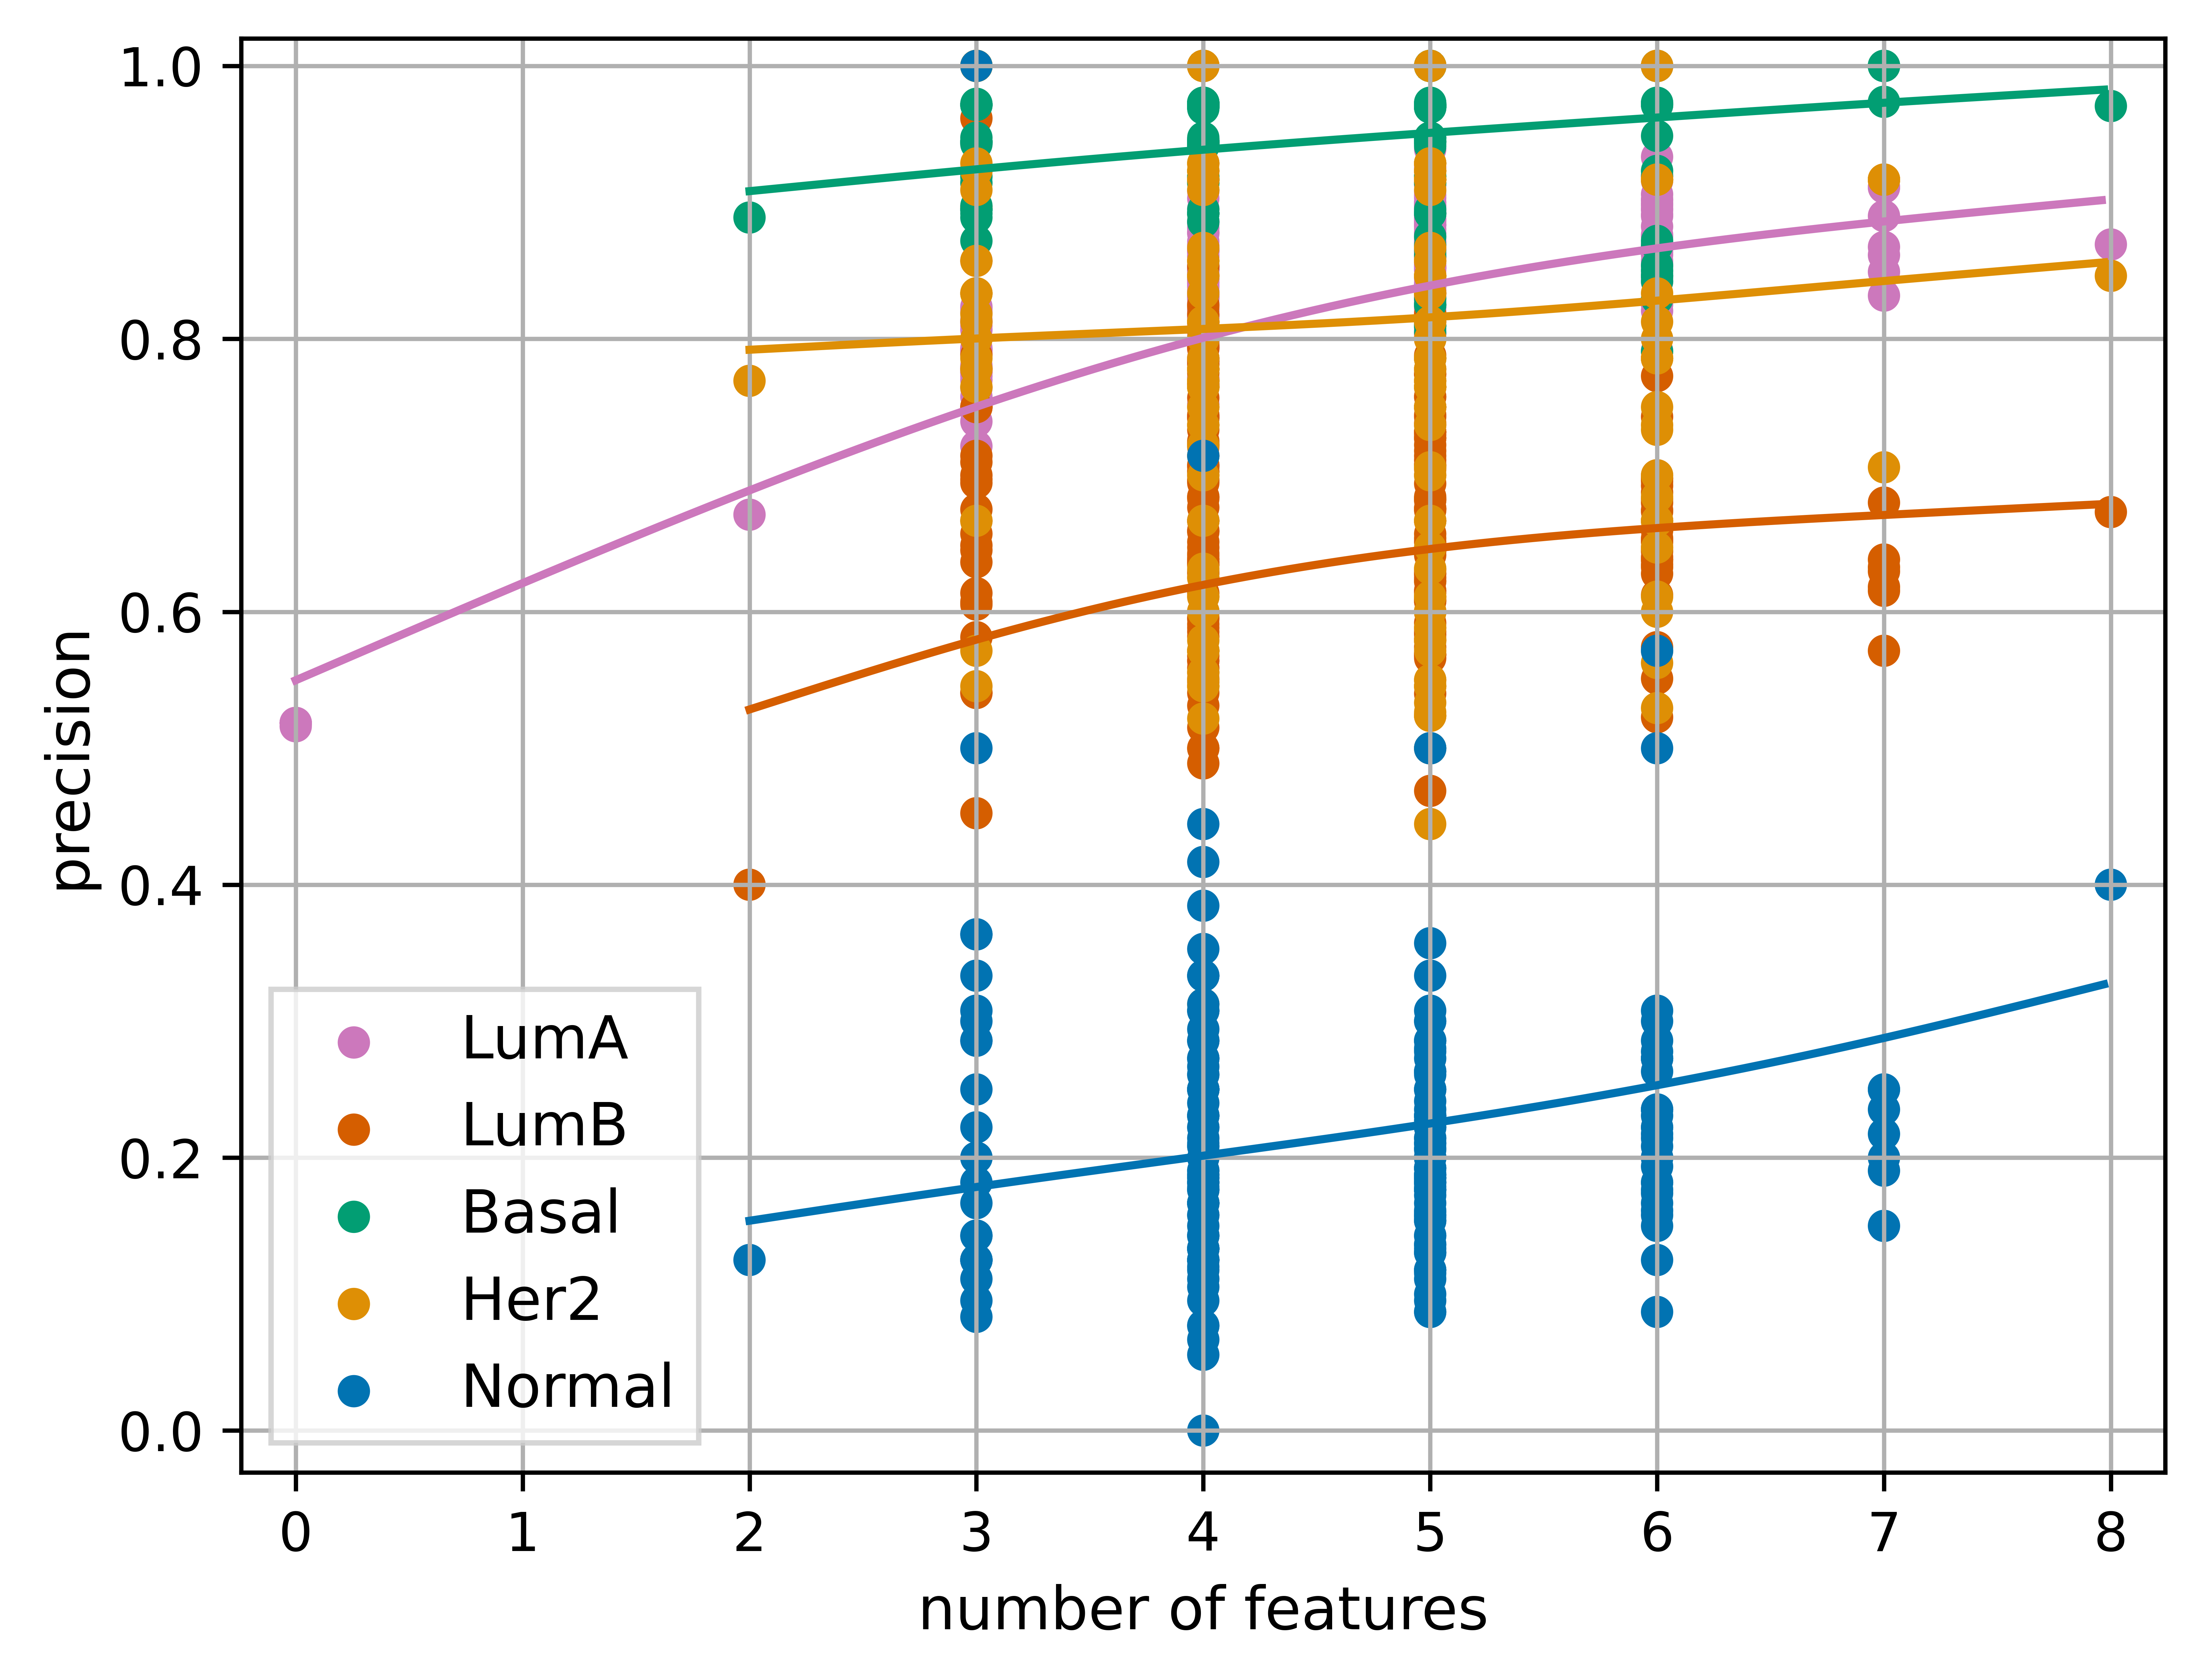 1.0
0.8
0.6
0.4
0.2
0.0
precision
LumA
LumB
Basal
Her2
Normal
0 1 2 3 4 5 6 7 8
number of features